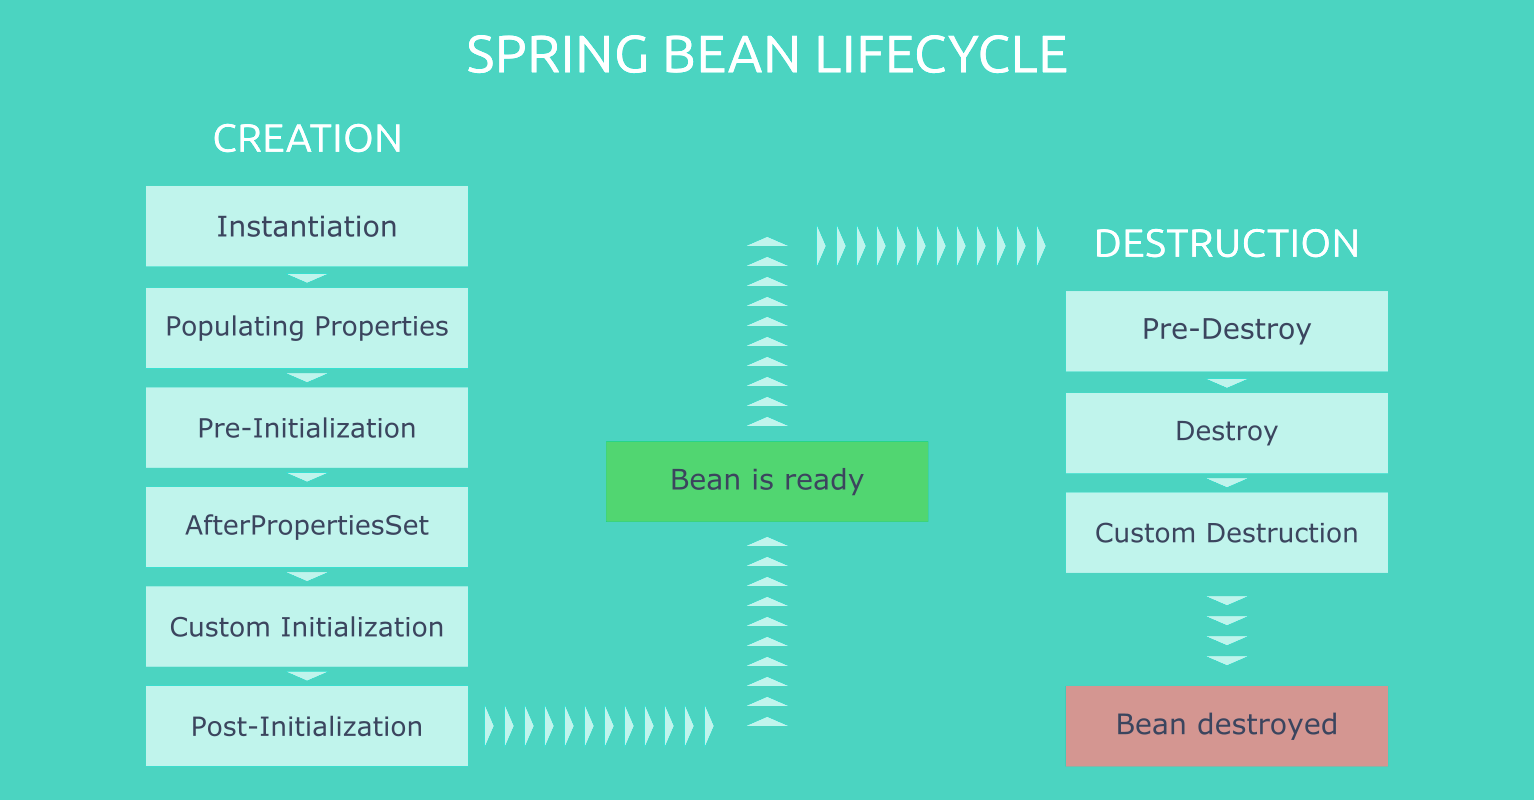 SPRING BEAN LIFECYCLE
CREATION
Instantiation
Populating Properties
Pre-Initialization
AfterPropertiesSet
Custom Initialization
Post-Initialization
Bean is ready
DESTRUCTION
Pre-Destroy
Destroy
Custom Destruction
Bean destroyed